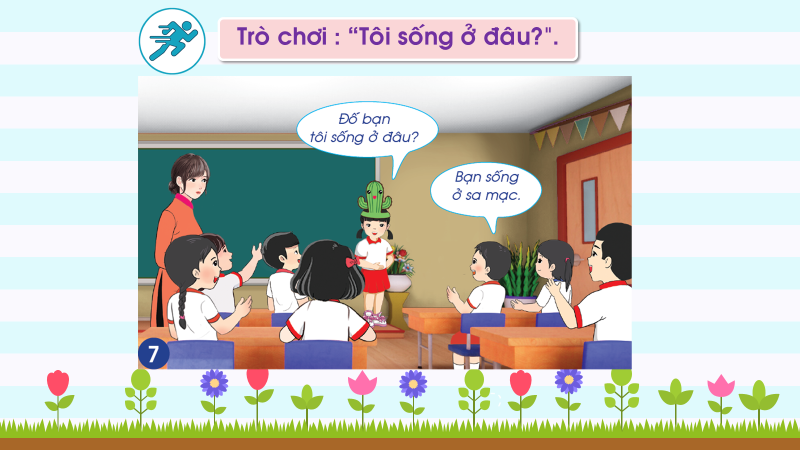 Trò chơi : “Tôi sống ở đâu?".
Đố bạn
tôi sống ở đâu?
Bạn sống
ở sa mạc.
7